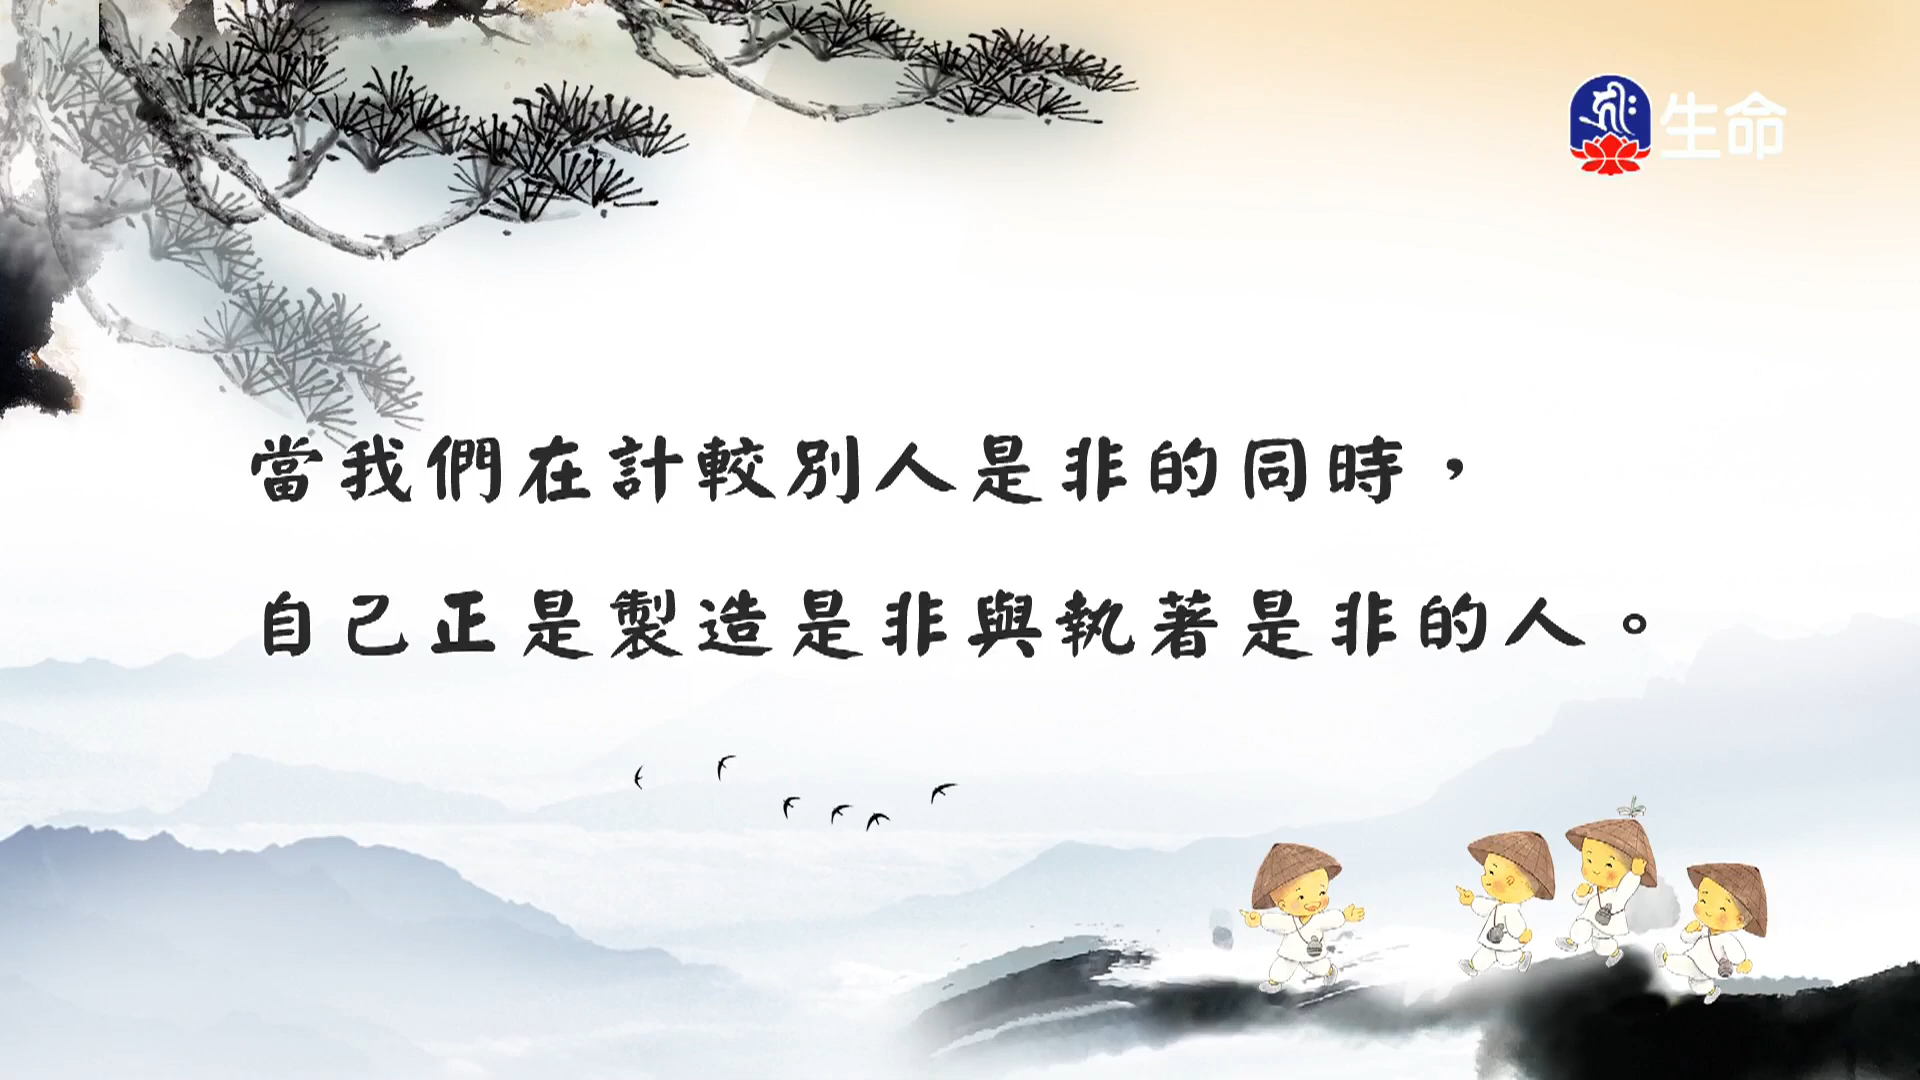 生命
當我們在計較別人是非的同時，
自己正是製造是非與執著是非的人。